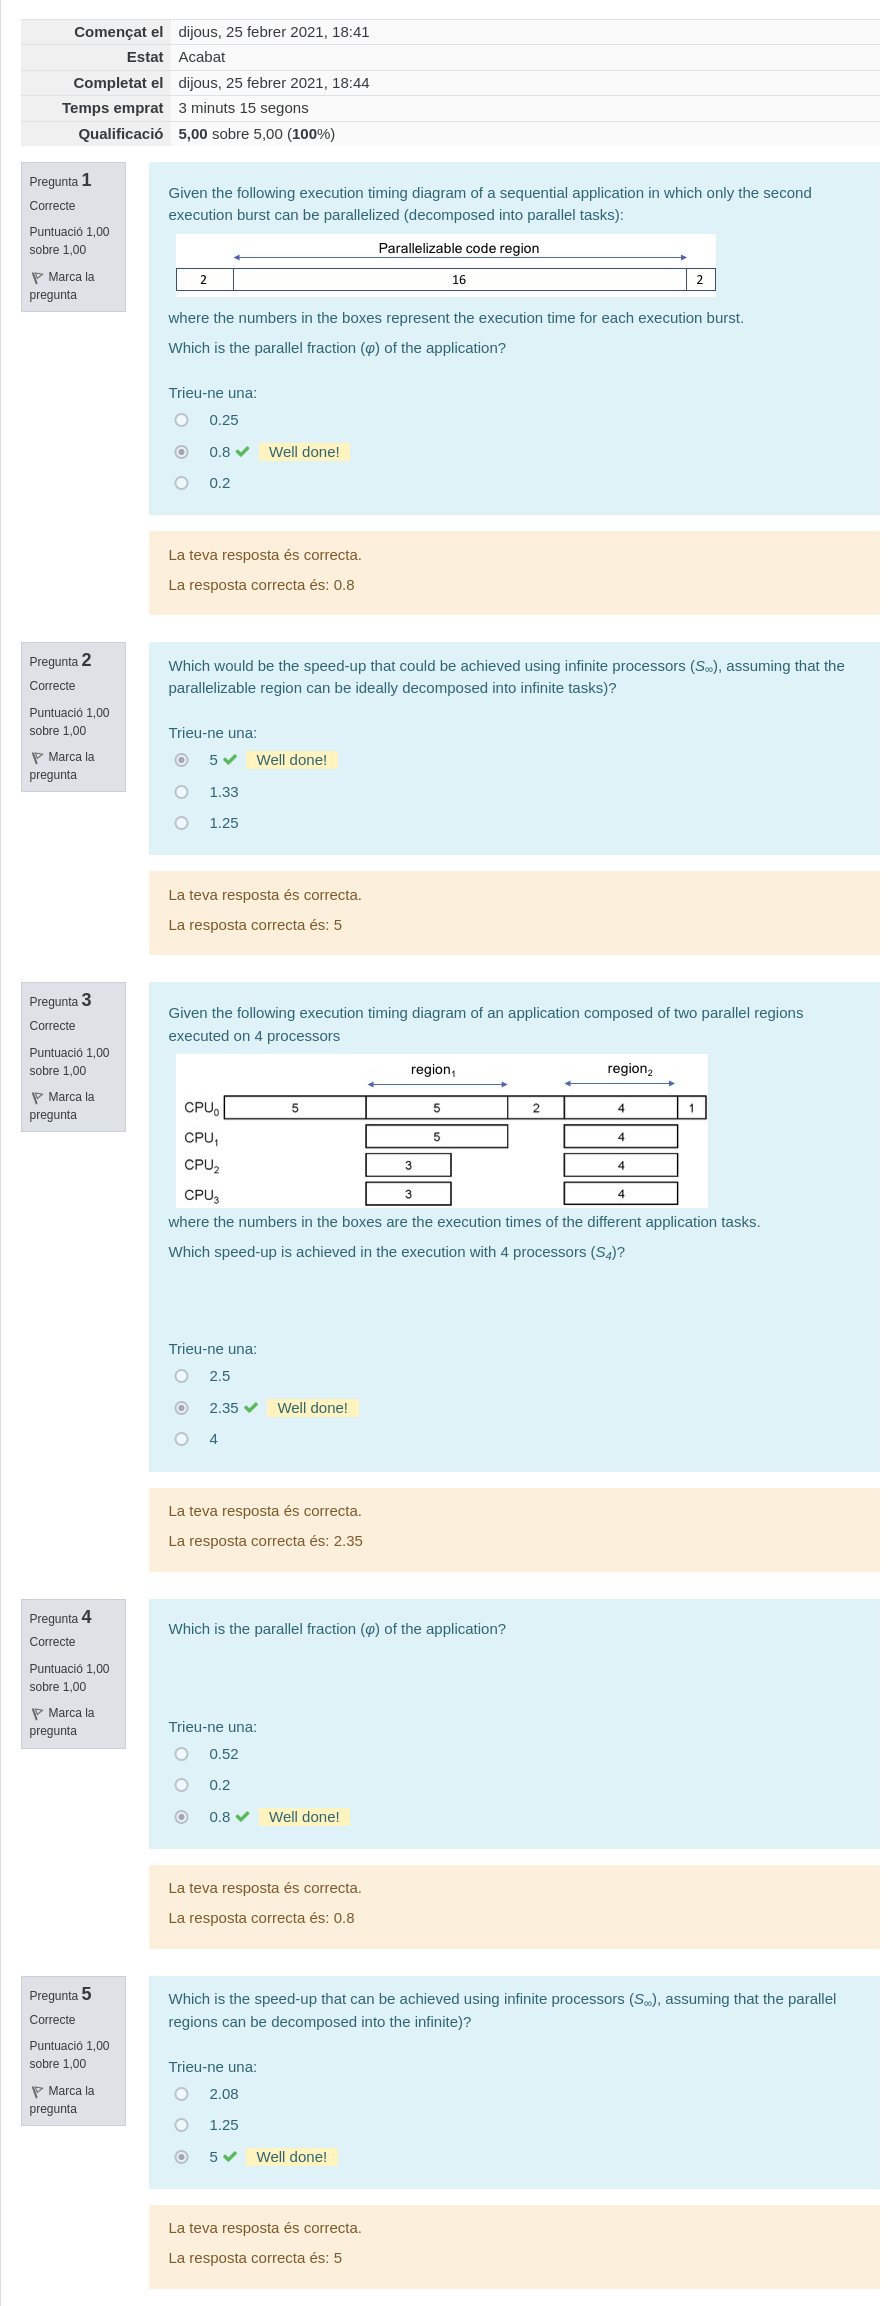 Començat el dijous, 25 febrer 2021, 18:41
Estat Acabat
Completat el dijous, 25 febrer 2021, 18:44
Temps emprat 3 minuts 15 segons
Qualificació 5,00 sobre 5,00 (100%)
Pregunta 1
Correcte
Puntuació 1,00
sobre 1,00
Marca la
pregunta
Given the following execution timing diagram of a sequential application in which only the second
execution burst can be parallelized (decomposed into parallel tasks):
Parallelizable code region
2 16 2
where the numbers in the boxes represent the execution time for each execution burst.
Which is the parallel fraction (φ) of the application?
Trieu-ne una:
0.25
0.8 Well done!
0.2
La teva resposta és correcta.
La resposta correcta és: 0.8
Pregunta 2
Correcte
Puntuació 1,00
sobre 1,00
Marca la
pregunta
Which would be the speed-up that could be achieved using infinite processors (S∞), assuming that the
parallelizable region can be ideally decomposed into infinite tasks)?
Trieu-ne una:
5 Well done!
1.33
1.25
La teva resposta és correcta.
La resposta correcta és: 5
Pregunta 3
Correcte
Puntuació 1,00
sobre 1,00
Marca la
pregunta
Given the following execution timing diagram of an application composed of two parallel regions
executed on 4 processors
region₁ region₂
CPU₀ 5 5 2 4 1
CPU₁ 5 4
CPU₂ 3 4
CPU₃ 3 4
where the numbers in the boxes are the execution times of the different application tasks.
Which speed-up is achieved in the execution with 4 processors (S₄)?
Trieu-ne una:
2.5
2.35 Well done!
4
La teva resposta és correcta.
La resposta correcta és: 2.35
Pregunta 4
Correcte
Puntuació 1,00
sobre 1,00
Marca la
pregunta
Which is the parallel fraction (φ) of the application?
Trieu-ne una:
0.52
0.2
0.8 Well done!
La teva resposta és correcta.
La resposta correcta és: 0.8
Pregunta 5
Correcte
Puntuació 1,00
sobre 1,00
Marca la
pregunta
Which is the speed-up that can be achieved using infinite processors (S∞), assuming that the parallel
regions can be decomposed into the infinite)?
Trieu-ne una:
2.08
1.25
5 Well done!
La teva resposta és correcta.
La resposta correcta és: 5